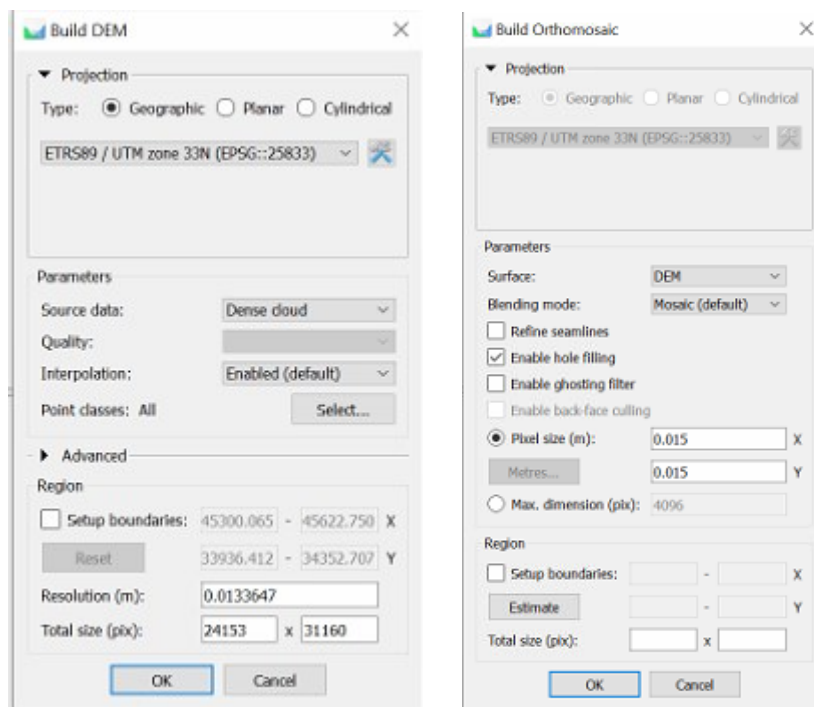 Build DEM
Projection
Type: Geographic Planar Cylindrical
ETRS89 / UTM zone 33N (EPSG::25833)
Parameters
Source data: Dense cloud
Quality:
Interpolation: Enabled (default)
Point classes: All Select...
Advanced
Region
Setup boundaries: 45300.065 - 45622.750 X
Reset 33936.412 - 34352.707 Y
Resolution (m): 0.0133647
Total size (pix): 24153 x 31160
OK Cancel
Build Orthomosaic
Projection
Type: Geographic Planar Cylindrical
ETRS89 / UTM zone 33N (EPSG::25833)
Parameters
Surface: DEM
Blending mode: Mosaic (default)
Refine seamlines
Enable hole filling
Enable ghosting filter
Enable back-face culling
Pixel size (m): 0.015 X
Metres... 0.015 Y
Max. dimension (pix): 4096
Region
Setup boundaries: - X
Estimate - Y
Total size (pix): x
OK Cancel